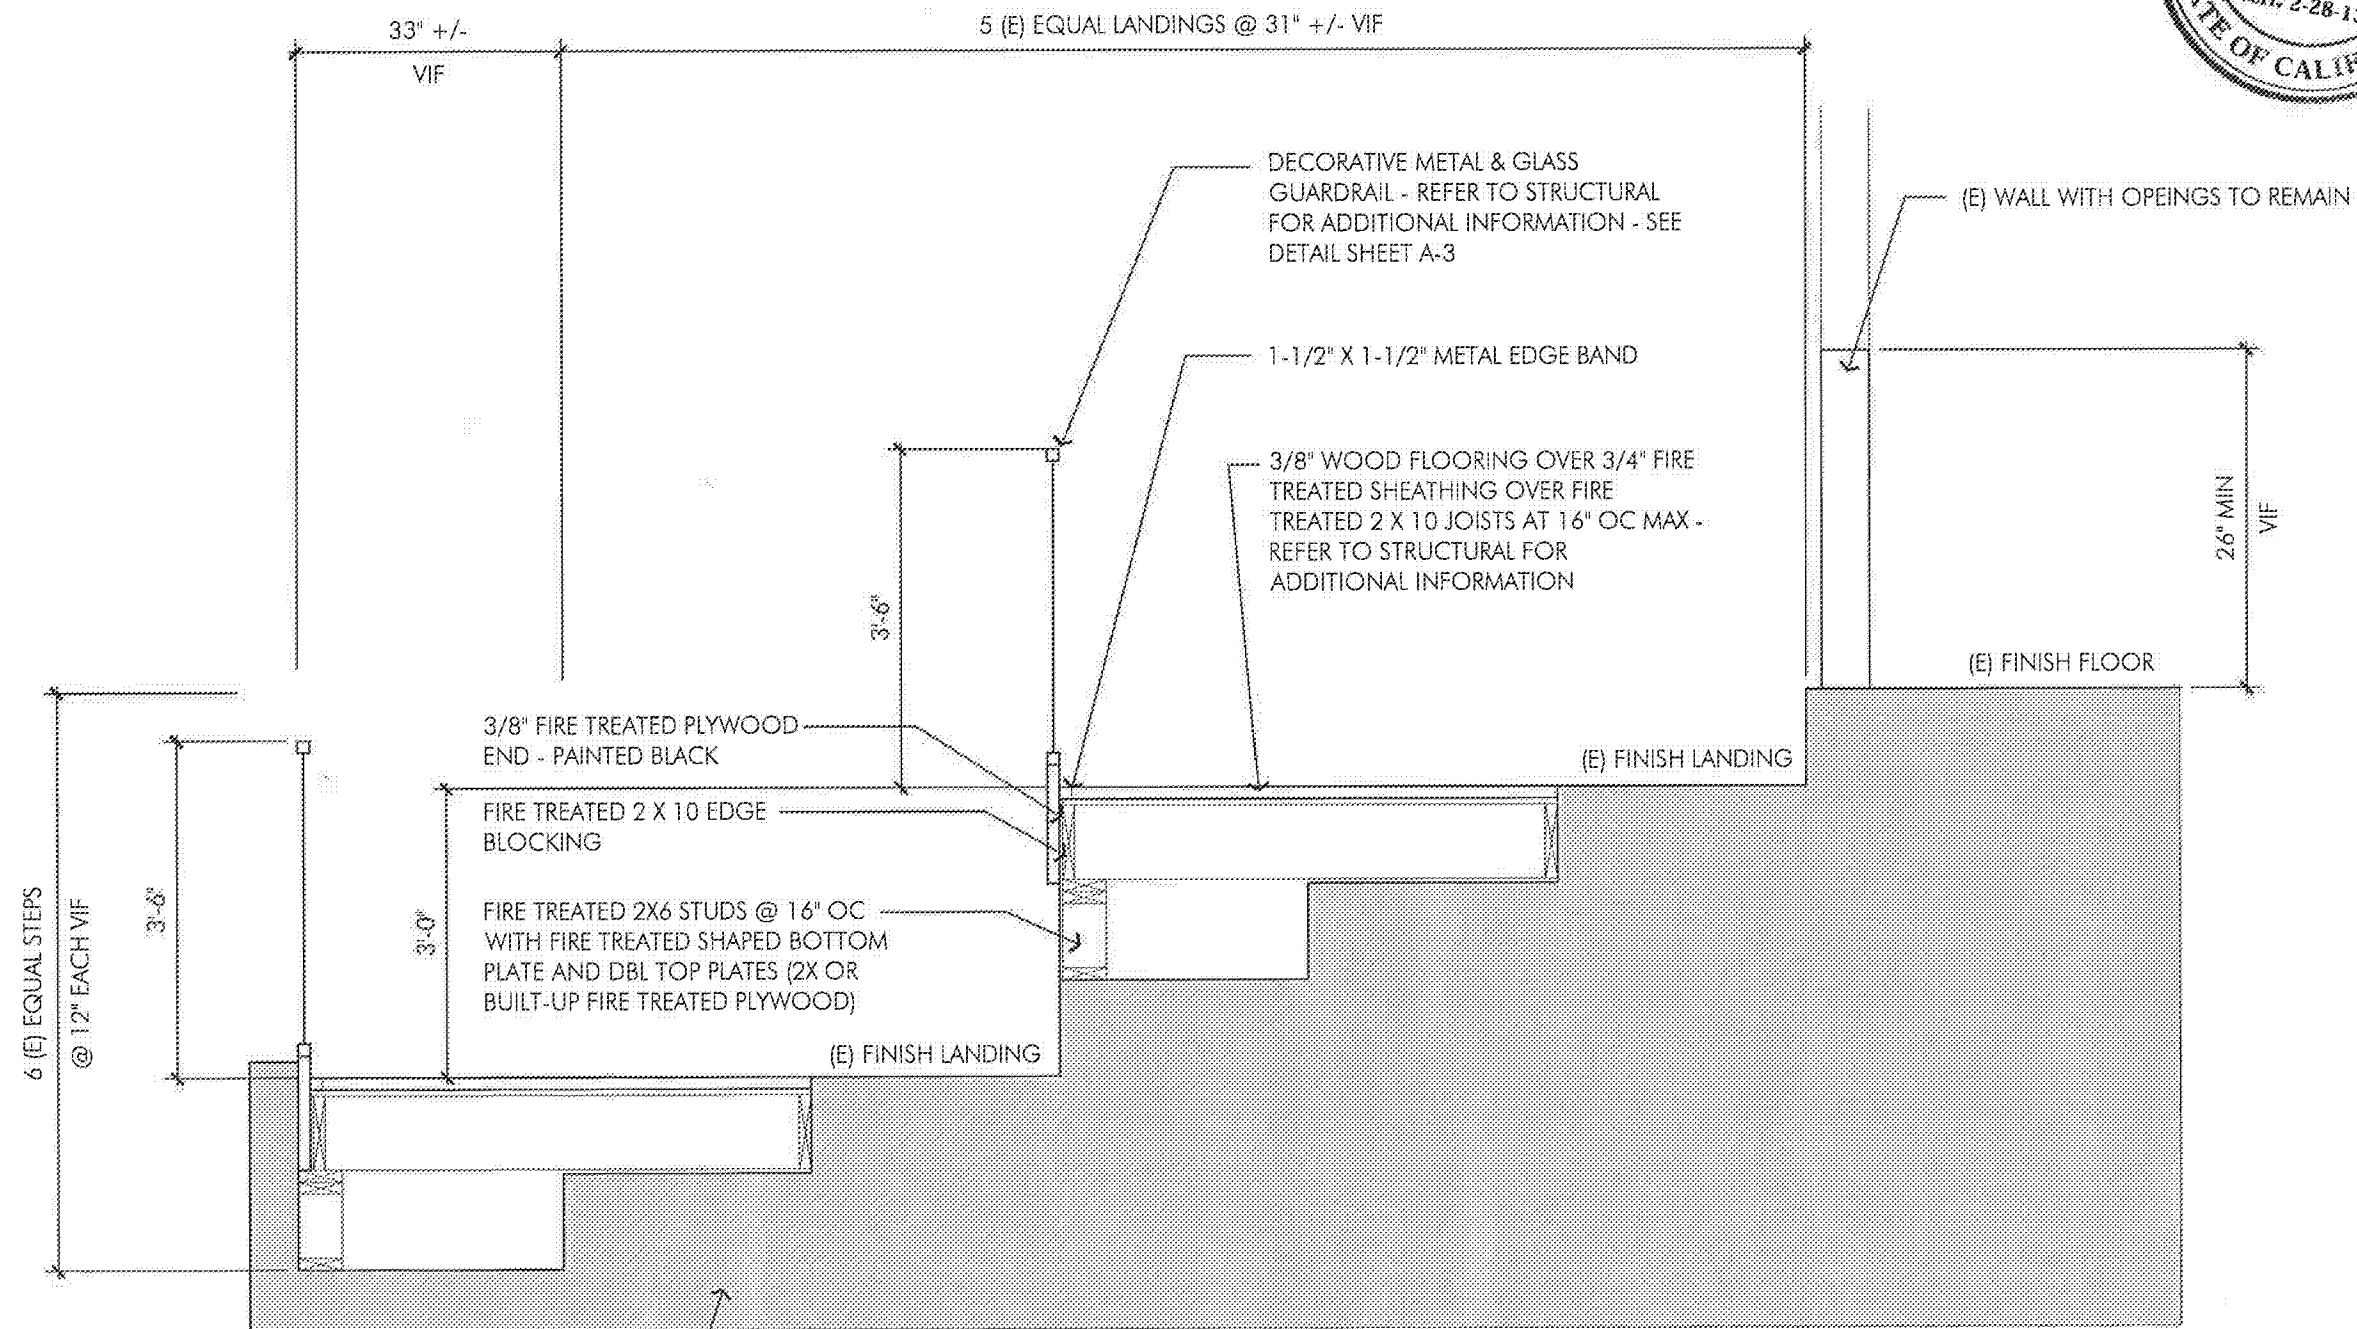 33" +/-
VIF
5 (E) EQUAL LANDINGS @ 31" +/- VIF
2-28-13
TE OF CALIF
DECORATIVE METAL & GLASS
GUARDRAIL - REFER TO STRUCTURAL
FOR ADDITIONAL INFORMATION - SEE
DETAIL SHEET A-3
(E) WALL WITH OPEINGS TO REMAIN
1-1/2" X 1-1/2" METAL EDGE BAND
3/8" WOOD FLOORING OVER 3/4" FIRE
TREATED SHEATHING OVER FIRE
TREATED 2 X 10 JOISTS AT 16" OC MAX -
REFER TO STRUCTURAL FOR
ADDITIONAL INFORMATION
26" MIN
VIF
3'-6"
(E) FINISH FLOOR
3/8" FIRE TREATED PLYWOOD
END - PAINTED BLACK
(E) FINISH LANDING
FIRE TREATED 2 X 10 EDGE
BLOCKING
6 (E) EQUAL STEPS
@ 12" EACH VIF
3'-6"
3'-0"
FIRE TREATED 2X6 STUDS @ 16" OC
WITH FIRE TREATED SHAPED BOTTOM
PLATE AND DBL TOP PLATES (2X OR
BUILT-UP FIRE TREATED PLYWOOD)
(E) FINISH LANDING